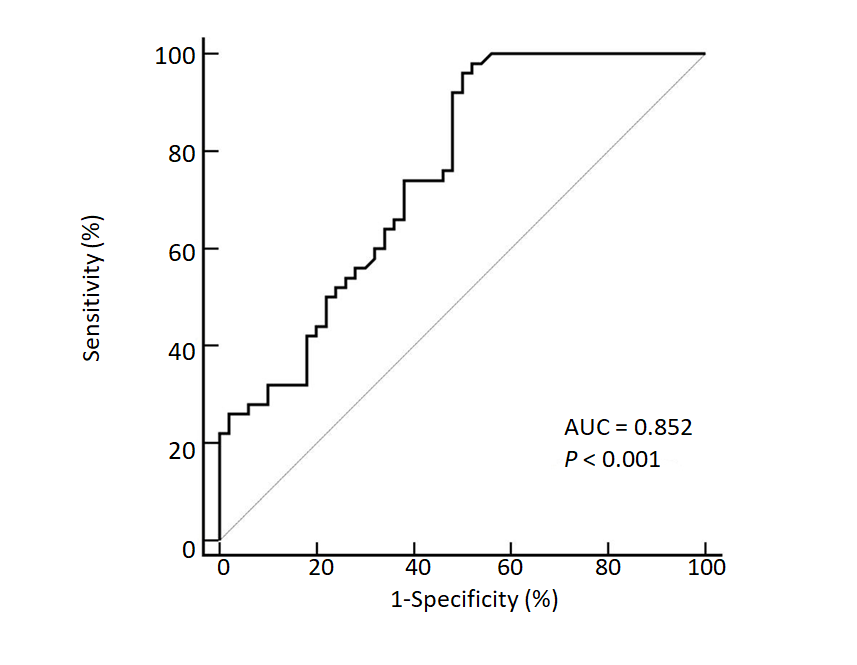 100
80
60
40
20
0
Sensitivity (%)
AUC = 0.852
P < 0.001
0 20 40 60 80 100
1-Specificity (%)